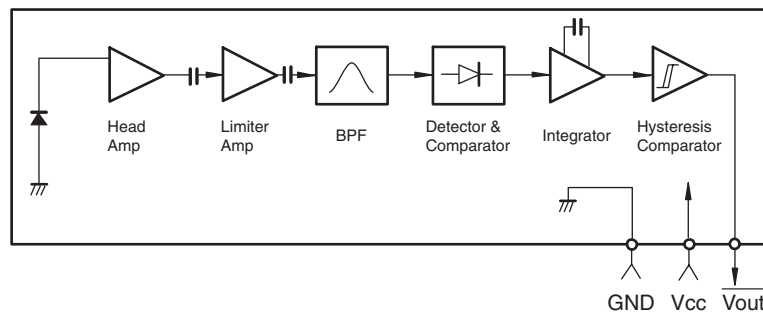 Head
Amp
Limiter
Amp
BPF
Detector &
Comparator
Integrator
Hysteresis
Comparator
GND
Vcc
Vout